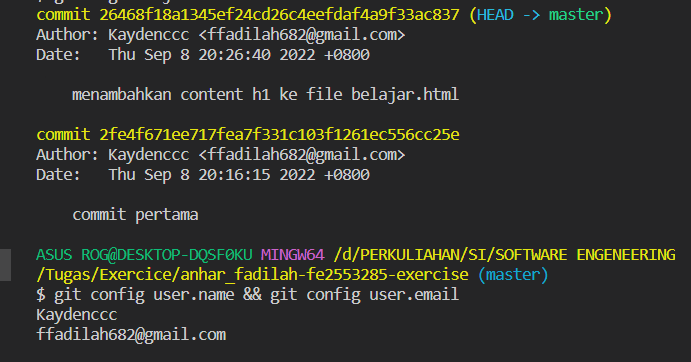 commit 26468f18a1345ef24cd26c4eefdaf4a9f33ac837 (HEAD -> master)
Author: Kaydenccc <ffadilah682@gmail.com>
Date:   Thu Sep 8 20:26:40 2022 +0800
menambahkan content h1 ke file belajar.html
commit 2fe4f671ee717fea7f331c103f1261ec556cc25e
Author: Kaydenccc <ffadilah682@gmail.com>
Date:   Thu Sep 8 20:16:15 2022 +0800
commit pertama
ASUS ROG@DESKTOP-DQSF0KU MINGW64 /d/PERKULIAHAN/SI/SOFTWARE ENGENEERING
/Tugas/Exercice/anhar_fadilah-fe2553285-exercise (master)
$ git config user.name && git config user.email
Kaydenccc
ffadilah682@gmail.com